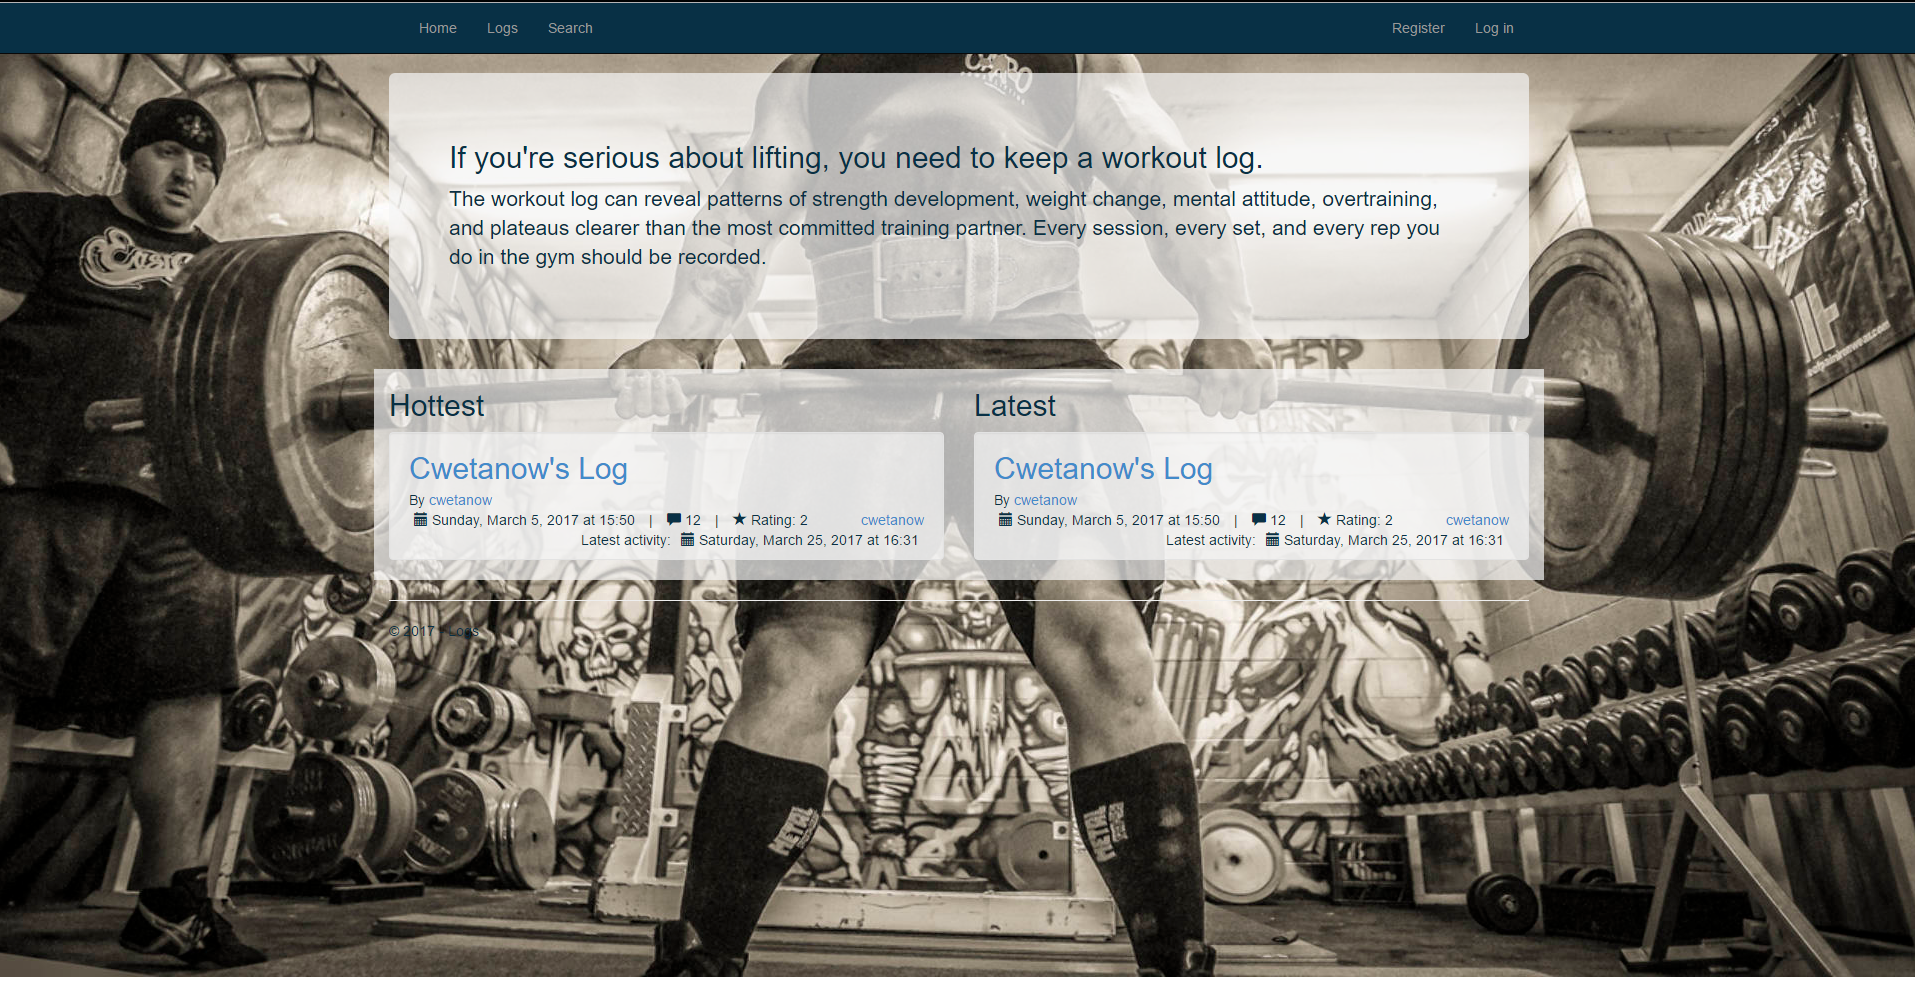 Home Logs Search Register Log in
If you're serious about lifting, you need to keep a workout log.
The workout log can reveal patterns of strength development, weight change, mental attitude, overtraining,
and plateaus clearer than the most committed training partner. Every session, every set, and every rep you
do in the gym should be recorded.
Hottest
Cwetanow's Log
By cwetanow
Sunday, March 5, 2017 at 15:50 | 12 | Rating: 2 cwetanow
Latest activity: Saturday, March 25, 2017 at 16:31
Latest
Cwetanow's Log
By cwetanow
Sunday, March 5, 2017 at 15:50 | 12 | Rating: 2 cwetanow
Latest activity: Saturday, March 25, 2017 at 16:31
© 2017 - Logs